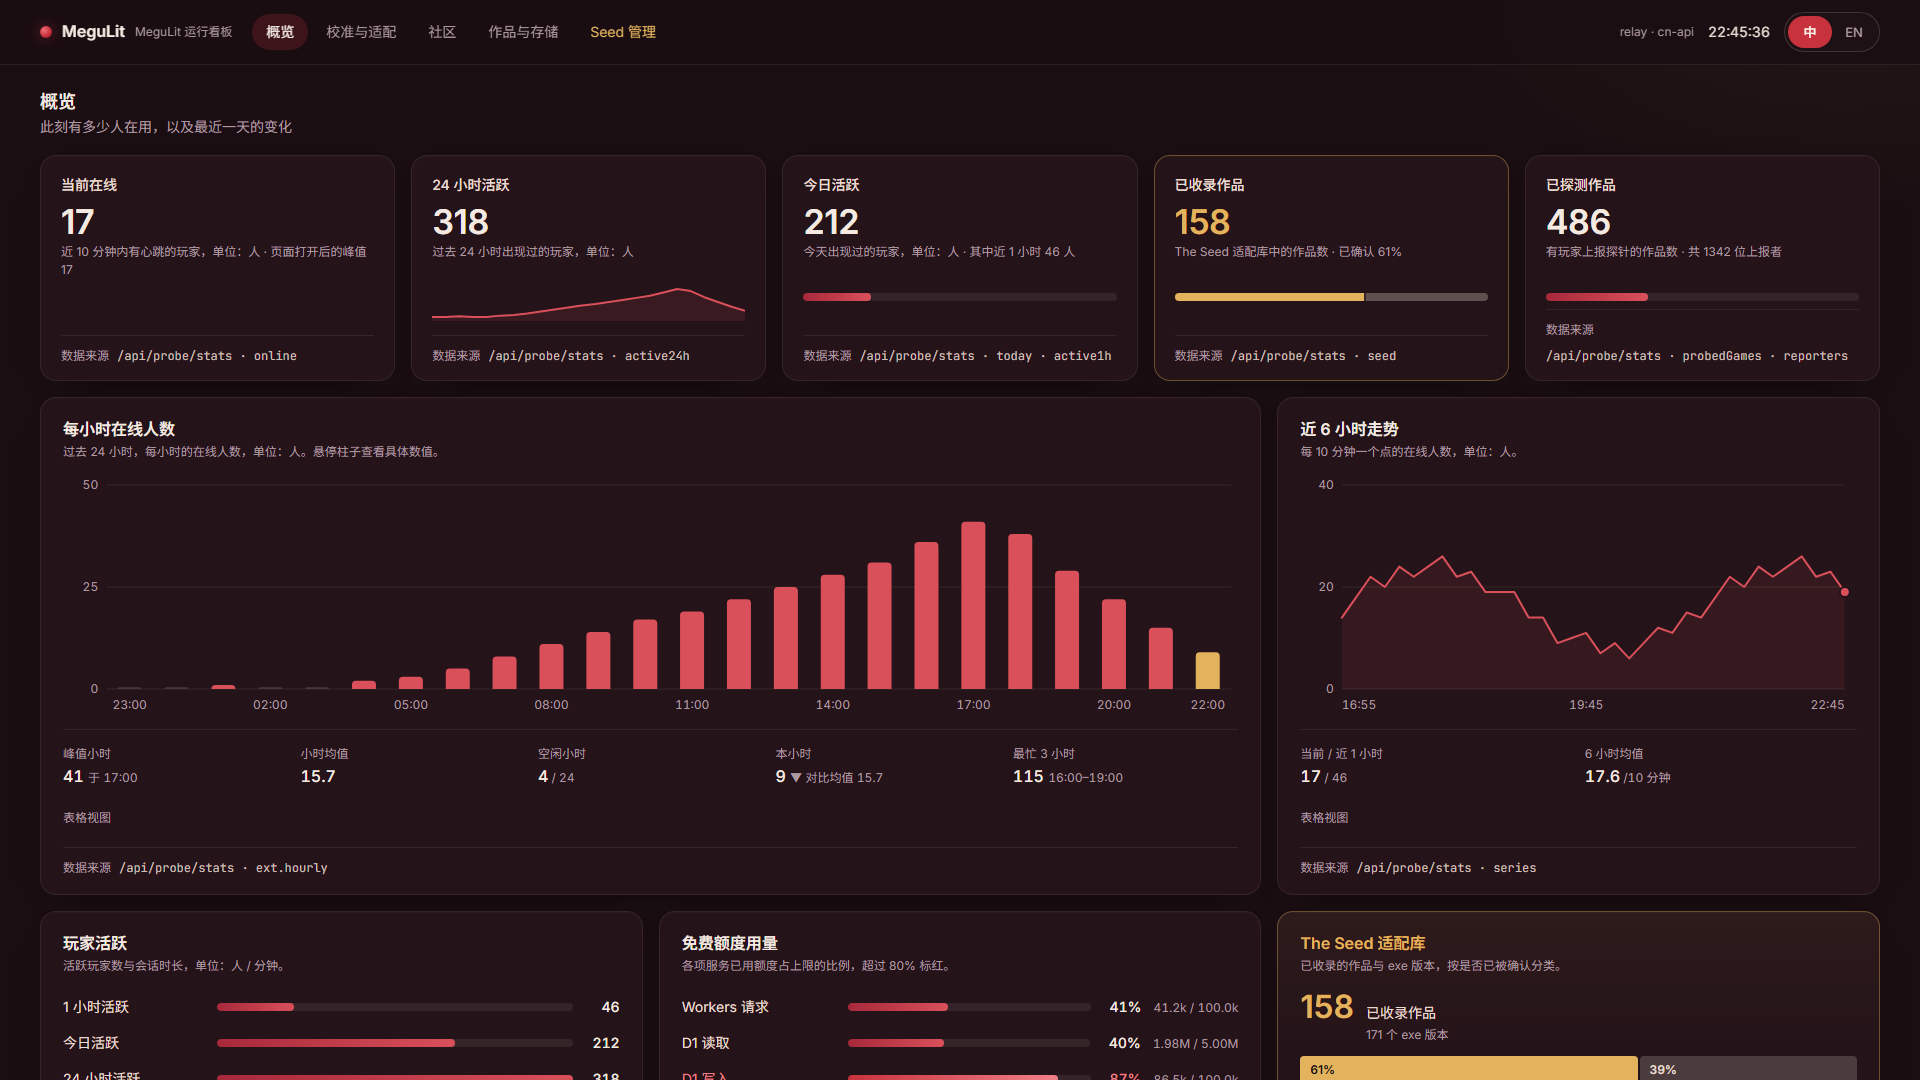 MeguLit MeguLit 运行看板 概览 校准与适配 社区 作品与存储 Seed 管理 relay · cn-api 22:45:36 中 EN
概览
此刻有多少人在用，以及最近一天的变化
当前在线
17
近 10 分钟内有心跳的玩家，单位：人 · 页面打开后的峰值
17
数据来源 /api/probe/stats · online
24 小时活跃
318
过去 24 小时出现过的玩家，单位：人
数据来源 /api/probe/stats · active24h
今日活跃
212
今天出现过的玩家，单位：人 · 其中近 1 小时 46 人
数据来源 /api/probe/stats · today · active1h
已收录作品
158
The Seed 适配库中的作品数 · 已确认 61%
数据来源 /api/probe/stats · seed
已探测作品
486
有玩家上报探针的作品数 · 共 1342 位上报者
数据来源
/api/probe/stats · probedGames · reporters
每小时在线人数
过去 24 小时，每小时的在线人数，单位：人。悬停柱子查看具体数值。
50
25
0
23:00 02:00 05:00 08:00 11:00 14:00 17:00 20:00 22:00
峰值小时 小时均值 空闲小时 本小时 最忙 3 小时
41 于 17:00 15.7 4 / 24 9 ▼ 对比均值 15.7 115 16:00–19:00
表格视图
数据来源 /api/probe/stats · ext.hourly
近 6 小时走势
每 10 分钟一个点的在线人数，单位：人。
40
20
0
16:55 19:45 22:45
当前 / 近 1 小时 6 小时均值
17 / 46 17.6 /10 分钟
表格视图
数据来源 /api/probe/stats · series
玩家活跃
活跃玩家数与会话时长，单位：人 / 分钟。
1 小时活跃 46
今日活跃 212
24 小时活跃 318
免费额度用量
各项服务已用额度占上限的比例，超过 80% 标红。
Workers 请求 41% 41.2k / 100.0k
D1 读取 40% 1.98M / 5.00M
D1 写入 87% 86.5k / 100.0k
The Seed 适配库
已收录的作品与 exe 版本，按是否已被确认分类。
158 已收录作品
171 个 exe 版本
61% 39%